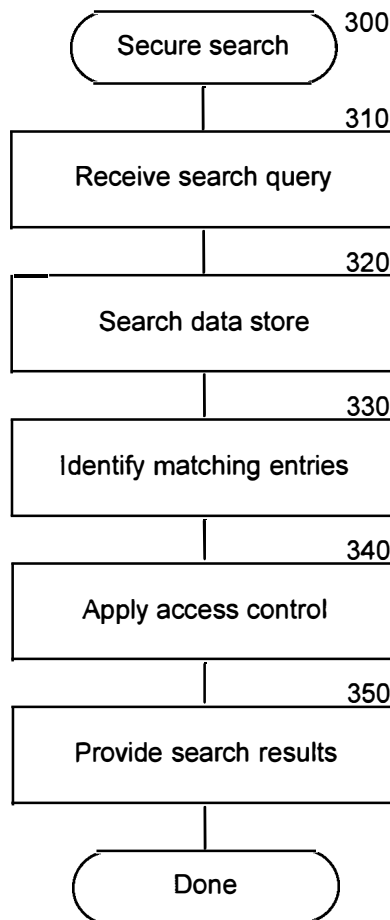 300
Secure search
310
Receive search query
320
Search data store
330
Identify matching entries
340
Apply access control
350
Provide search results
Done